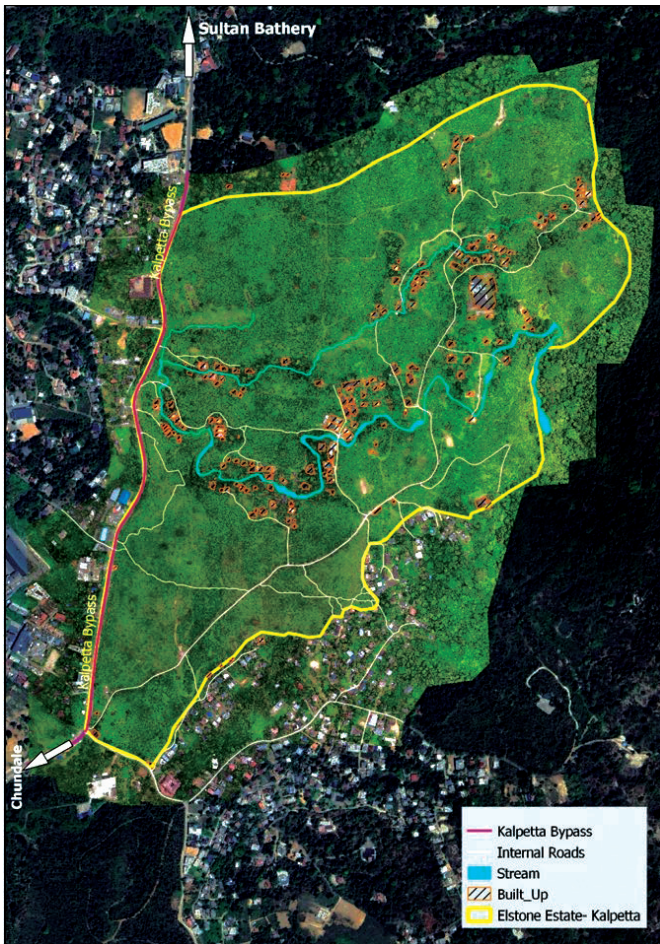 Sultan Bathery
Kalpetta Bypass
Kalpetta Bypass
Chundale
Kalpetta Bypass
Internal Roads
Stream
Built_Up
Elstone Estate- Kalpetta